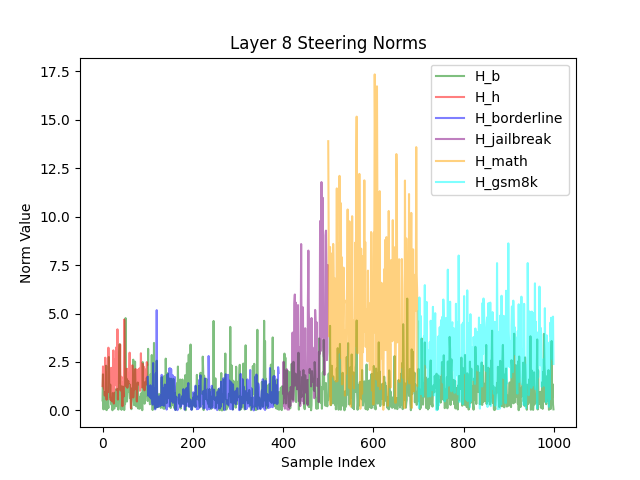 Layer 8 Steering Norms
H_b
H_h
H_borderline
H_jailbreak
H_math
H_gsm8k
17.5
15.0
12.5
10.0
7.5
5.0
2.5
0.0
Norm Value
0
200
400
600
800
1000
Sample Index